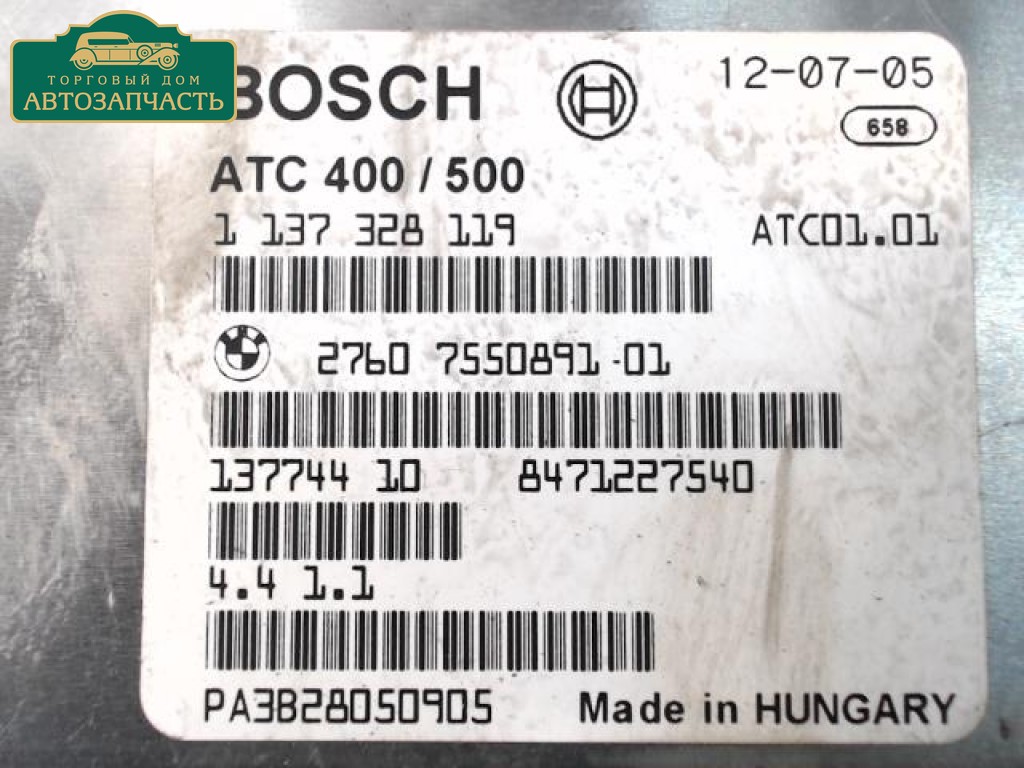 ТОРГОВЫЙ ДОМ
АВТОЗАПЧАСТЬ
BOSCH
12-07-05
658
ATC 400 / 500
1 137 328 119
ATC01.01
2760 7550891-01
137744 10 8471227540
4.4 1.1
PA3B28050905
Made in HUNGARY